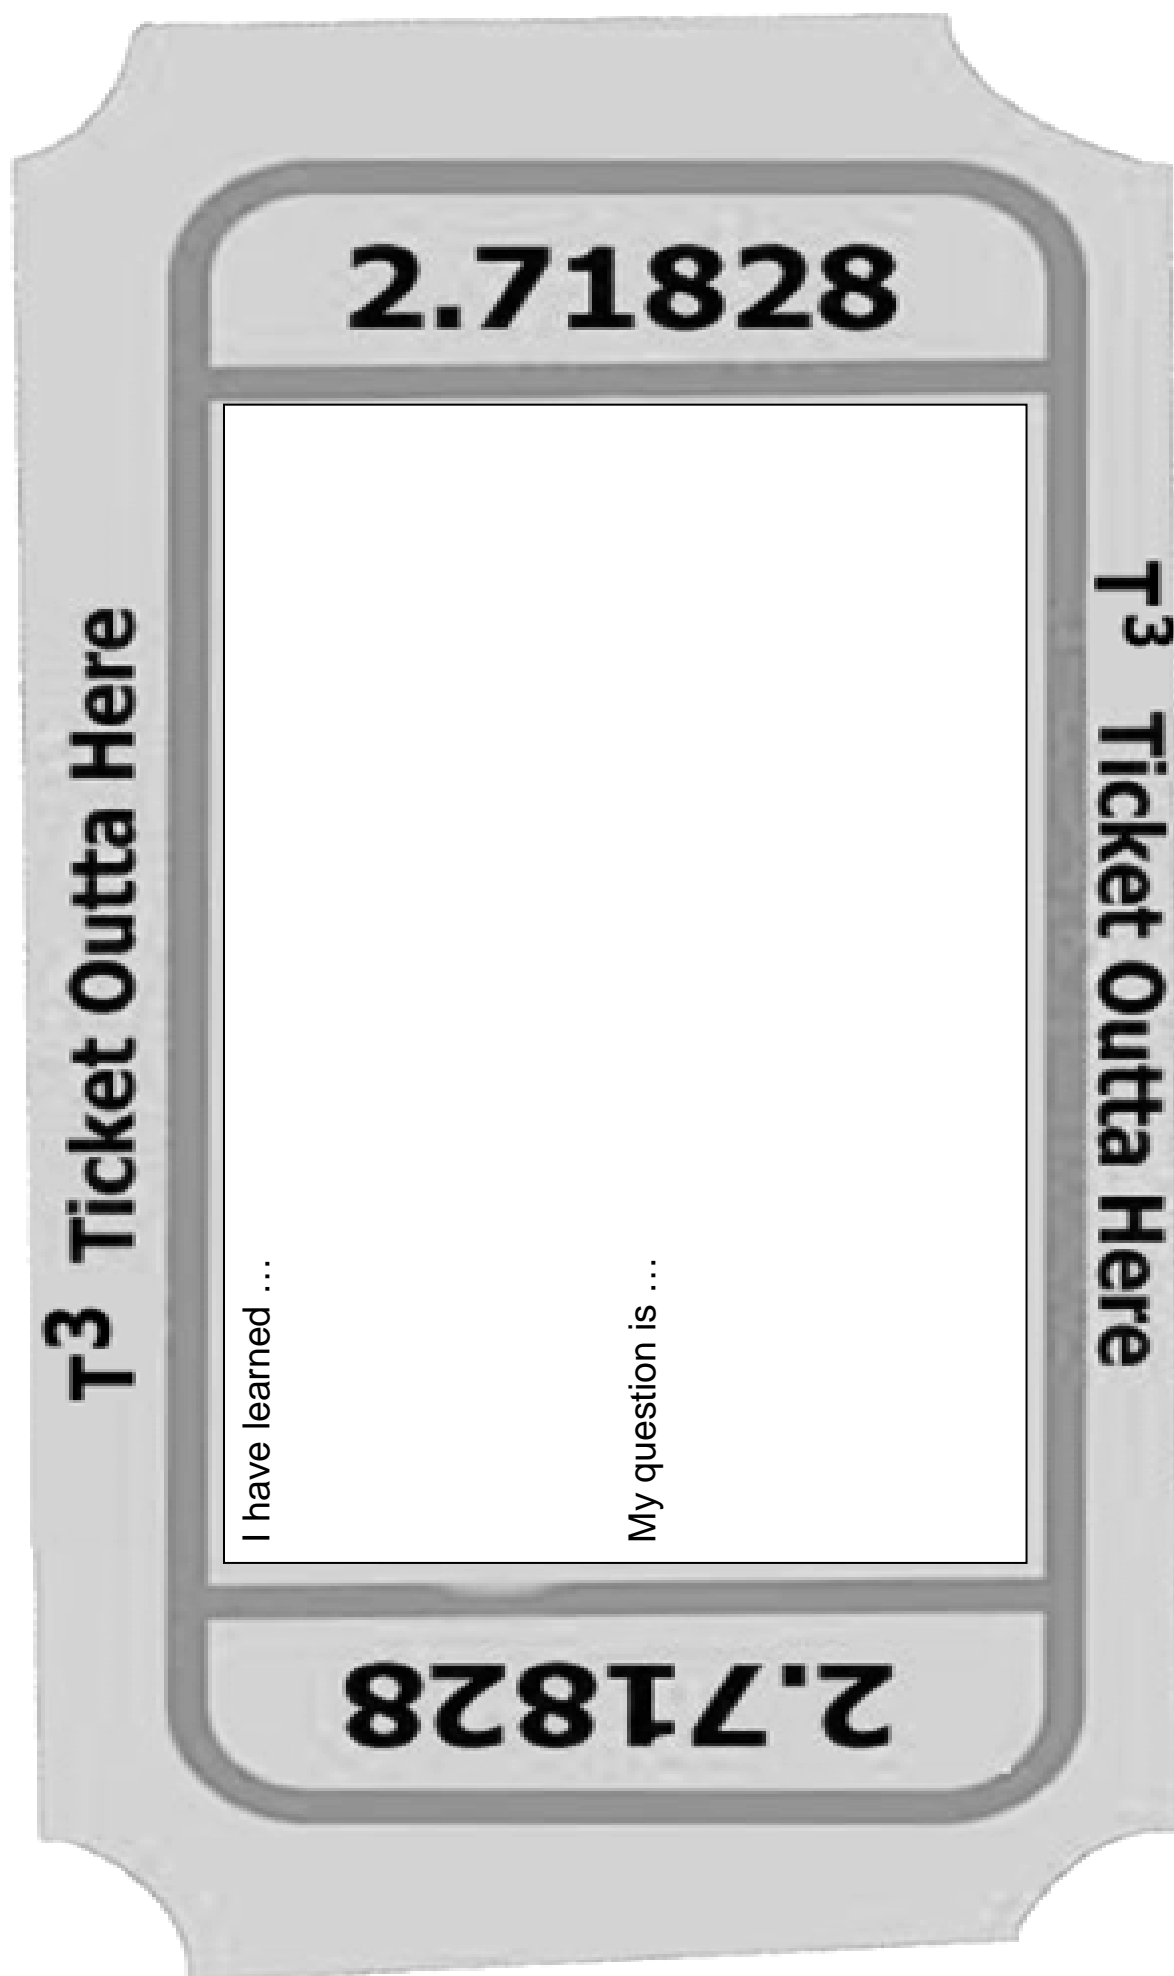 2.71828
T³ Ticket Outta Here
I have learned …
My question is …
T³ Ticket Outta Here
2.71828